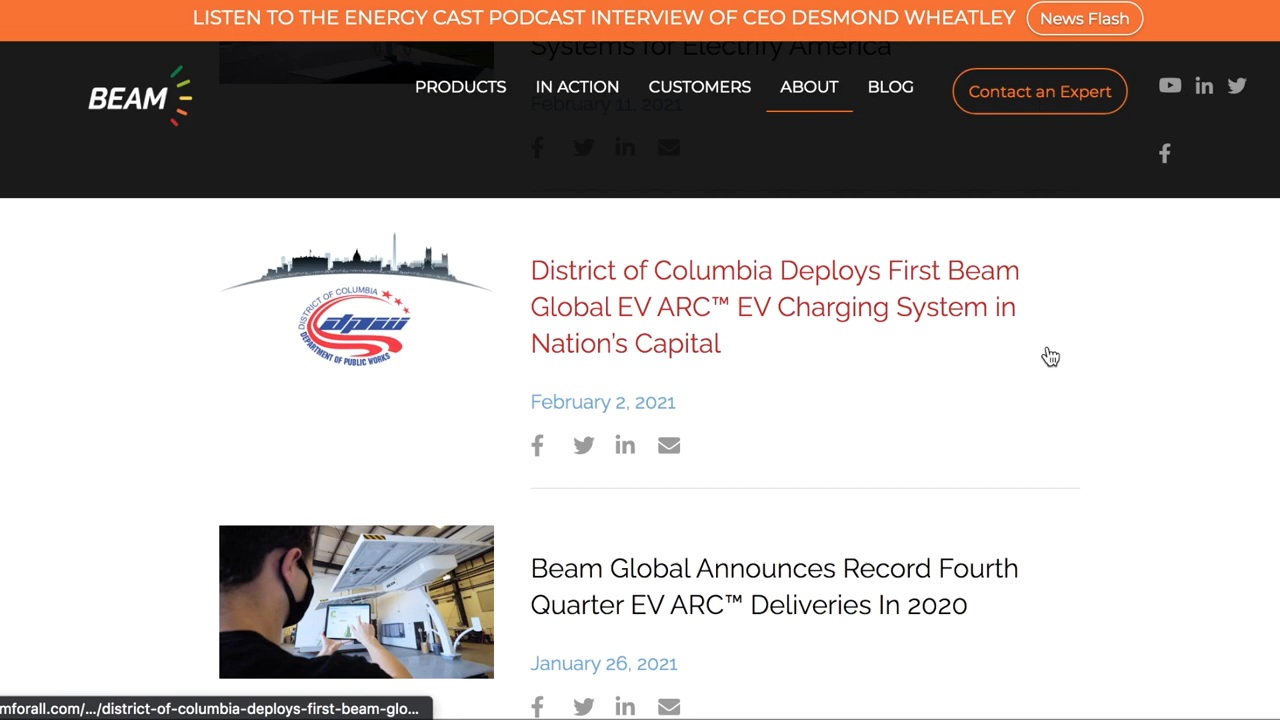 LISTEN TO THE ENERGY CAST PODCAST INTERVIEW OF CEO DESMOND WHEATLEY
News Flash
Systems for Electrify America
BEAM
PRODUCTS
IN ACTION
CUSTOMERS
ABOUT
BLOG
Contact an Expert
February 11, 2021
DISTRICT OF COLUMBIA
dpw
DEPARTMENT OF PUBLIC WORKS
District of Columbia Deploys First Beam
Global EV ARC™ EV Charging System in
Nation's Capital
February 2, 2021
Beam Global Announces Record Fourth
Quarter EV ARC™ Deliveries In 2020
January 26, 2021
mforall.com/.../district-of-columbia-deploys-first-beam-glo...